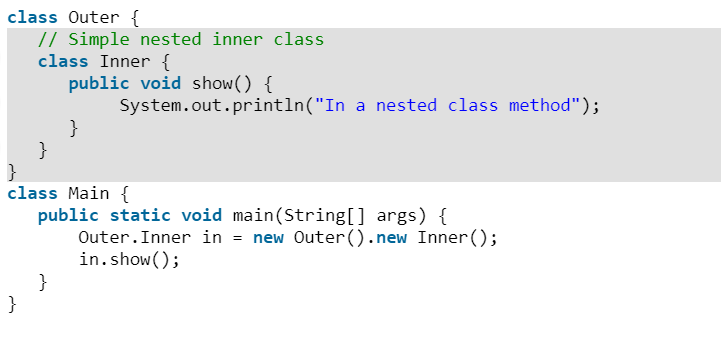 class Outer {
   // Simple nested inner class
   class Inner {
      public void show() {
           System.out.println("In a nested class method");
      }
   }
}
class Main {
   public static void main(String[] args) {
       Outer.Inner in = new Outer().new Inner();
       in.show();
   }
}